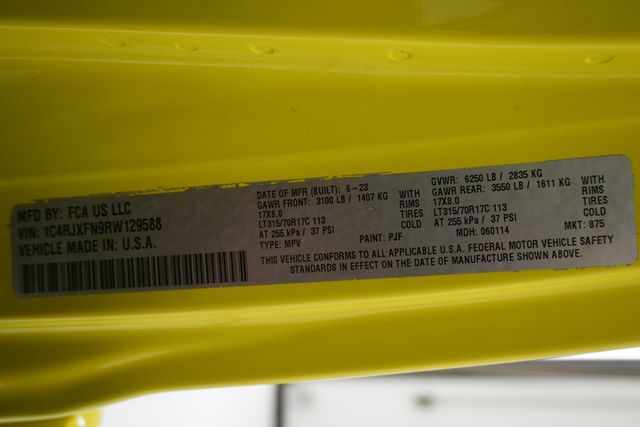 MFD BY: FCA US LLC
VIN: 1C4RJXFN9RW129588
VEHICLE MADE IN U.S.A.
DATE OF MFR (BUILT): 6-23
GAWR FRONT: 3100 LB / 1407 KG WITH
17X8.0 RIMS
LT315/70R17C 113 TIRES
AT 255 kPa / 37 PSI COLD
TYPE: MPV PAINT: PJF
GVWR: 6250 LB / 2835 KG
GAWR REAR: 3550 LB / 1611 KG WITH
17X8.0 RIMS
LT315/70R17C 113 TIRES
AT 255 kPa / 37 PSI COLD
MDH: 060114 MKT: 875
THIS VEHICLE CONFORMS TO ALL APPLICABLE U.S.A. FEDERAL MOTOR VEHICLE SAFETY
STANDARDS IN EFFECT ON THE DATE OF MANUFACTURE SHOWN ABOVE.